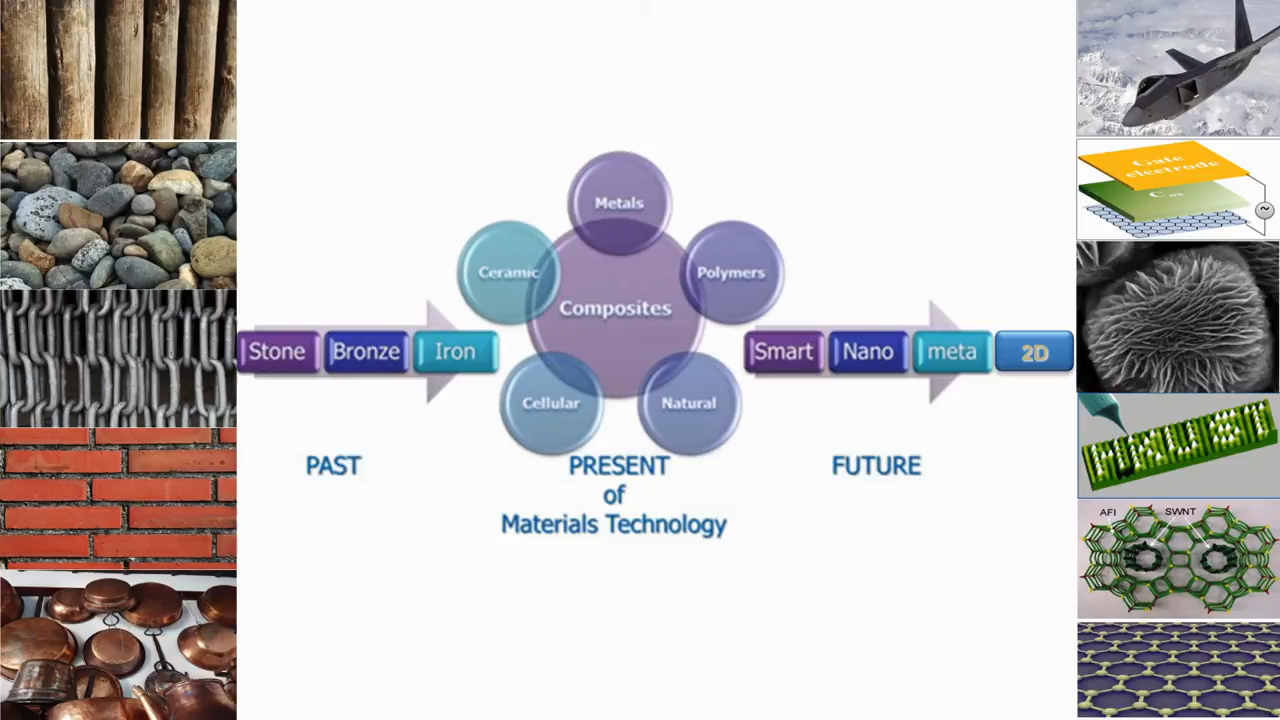 Metals
Ceramic
Polymers
Composites
Stone
Bronze
Iron
Smart
Nano
meta
2D
Cellular
Natural
PAST
PRESENT
of
Materials Technology
FUTURE
Gate
electrode
AFI
SWNT